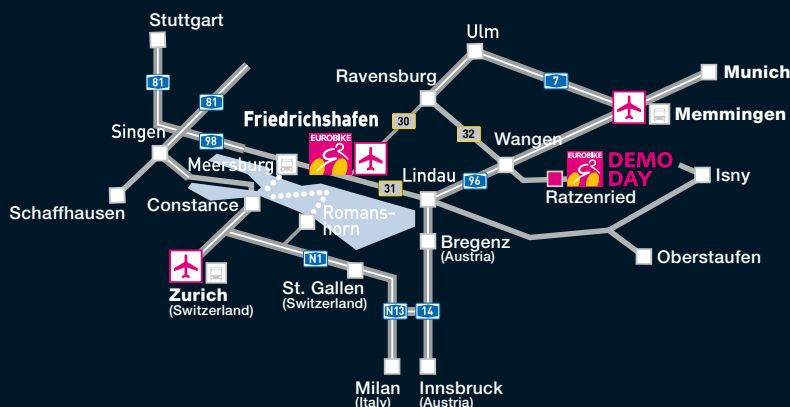 Stuttgart
Ulm
81
7
Munich
Ravensburg
81
Memmingen
Friedrichshafen
30
32
Singen
98
EUROBIKE
Wangen
Meersburg
EUROBIKE
DEMO
DAY
Lindau
96
Isny
31
Ratzenried
Schaffhausen
Constance
Romans-
horn
Bregenz
(Austria)
N1
Oberstaufen
Zurich
(Switzerland)
St. Gallen
(Switzerland)
N13
14
Milan
(Italy)
Innsbruck
(Austria)